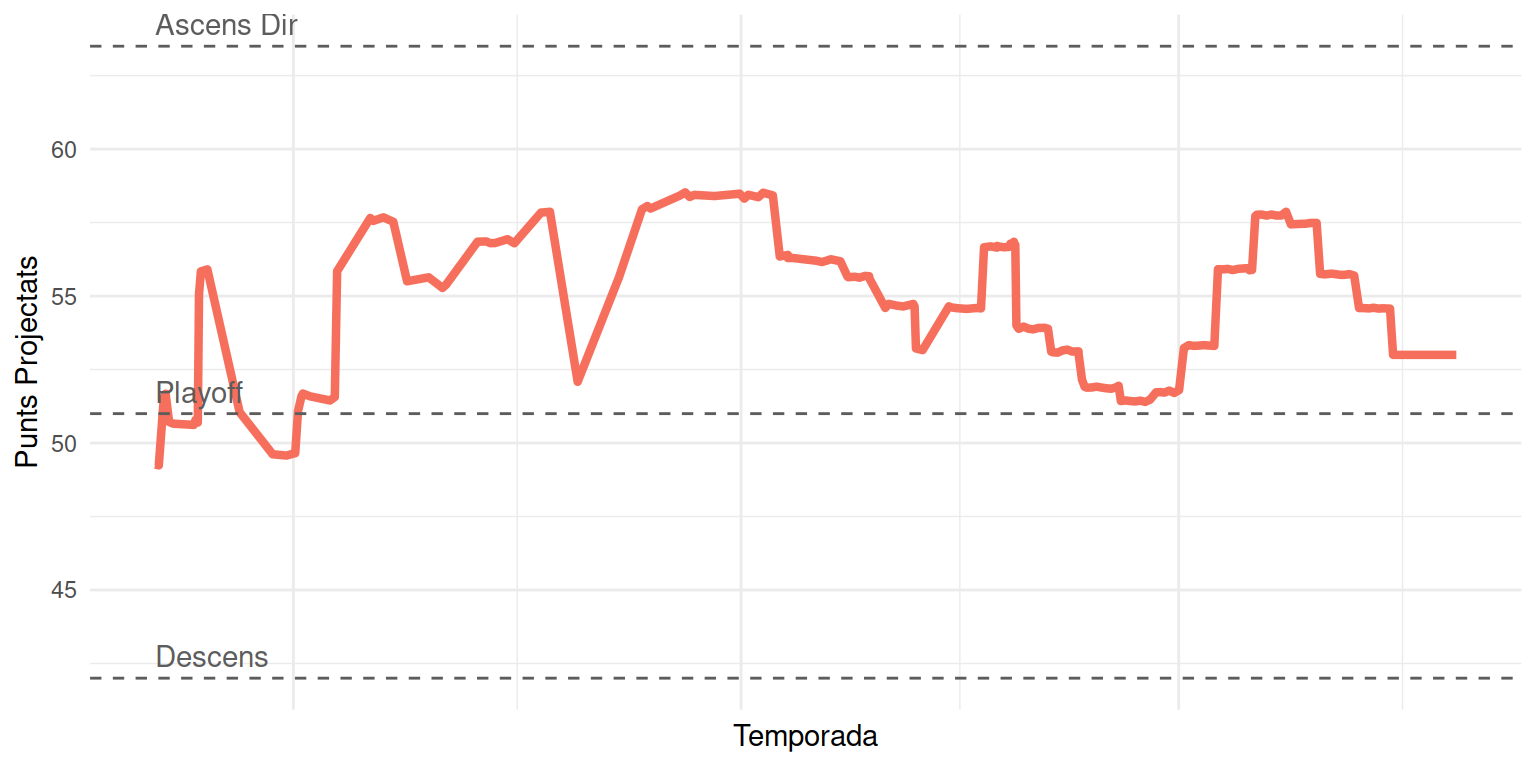 Ascens Dir
60
55
Playoff
50
45
Descens
Punts Projectats
Temporada